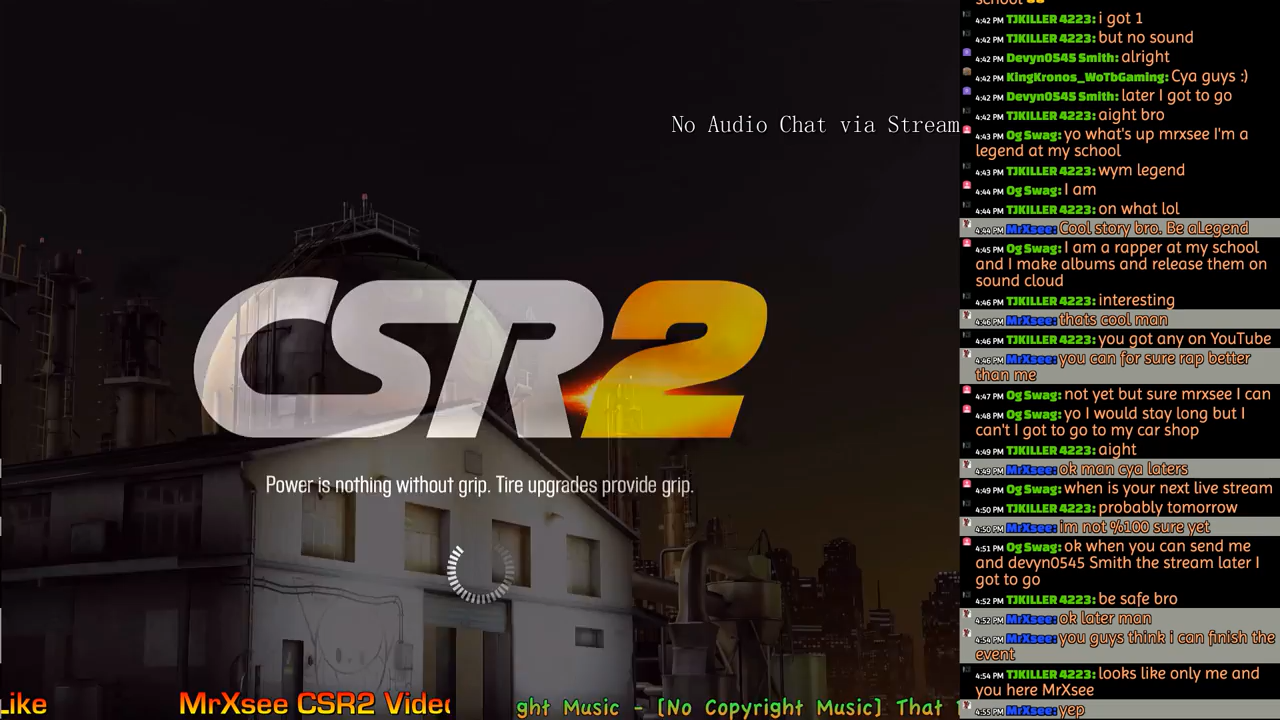 No Audio Chat via Stream
CSR2
Power is nothing without grip. Tire upgrades provide grip.
Like
MrXsee CSR2 Video
ght Music - [No Copyright Music] That
4:42 PM TJKILLER 4223: i got 1
4:42 PM TJKILLER 4223: but no sound
4:42 PM Devyn0545 Smith: alright
4:42 PM KingKronos_WoTbGaming: Cya guys :)
4:42 PM Devyn0545 Smith: later I got to go
4:42 PM TJKILLER 4223: aight bro
4:43 PM Og Swag: yo what's up mrxsee I'm a
legend at my school
4:43 PM TJKILLER 4223: wym legend
4:44 PM Og Swag: I am
4:44 PM TJKILLER 4223: on what lol
4:44 PM MrXsee: Cool story bro. Be aLegend
4:45 PM Og Swag: I am a rapper at my school
and I make albums and release them on
sound cloud
4:46 PM TJKILLER 4223: interesting
4:46 PM MrXsee: thats cool man
4:46 PM TJKILLER 4223: you got any on YouTube
4:46 PM MrXsee: you can for sure rap better
than me
4:47 PM Og Swag: not yet but sure mrxsee I can
4:48 PM Og Swag: yo I would stay long but I
can't I got to go to my car shop
4:49 PM TJKILLER 4223: aight
4:49 PM MrXsee: ok man cya laters
4:49 PM Og Swag: when is your next live stream
4:50 PM TJKILLER 4223: probably tomorrow
4:50 PM MrXsee: im not %100 sure yet
4:51 PM Og Swag: ok when you can send me
and devyn0545 Smith the stream later I
got to go
4:52 PM TJKILLER 4223: be safe bro
4:52 PM MrXsee: ok later man
4:54 PM MrXsee: you guys think i can finish the
event
4:54 PM TJKILLER 4223: looks like only me and
you here MrXsee
4:55 PM MrXsee: yep